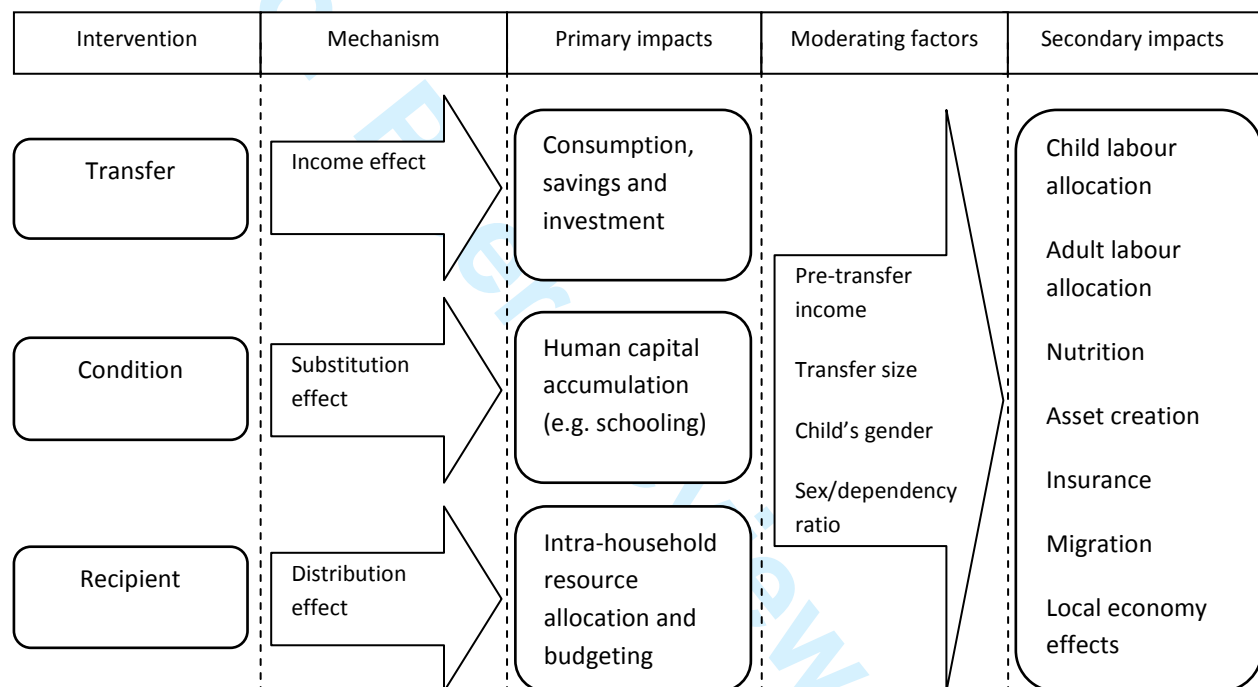 Intervention
Mechanism
Primary impacts
Moderating factors
Secondary impacts
Transfer
Income effect
Consumption,
savings and
investment
Condition
Substitution
effect
Human capital
accumulation
(e.g. schooling)
Recipient
Distribution
effect
Intra-household
resource
allocation and
budgeting
Pre-transfer
income
Transfer size
Child's gender
Sex/dependency
ratio
Child labour
allocation
Adult labour
allocation
Nutrition
Asset creation
Insurance
Migration
Local economy
effects